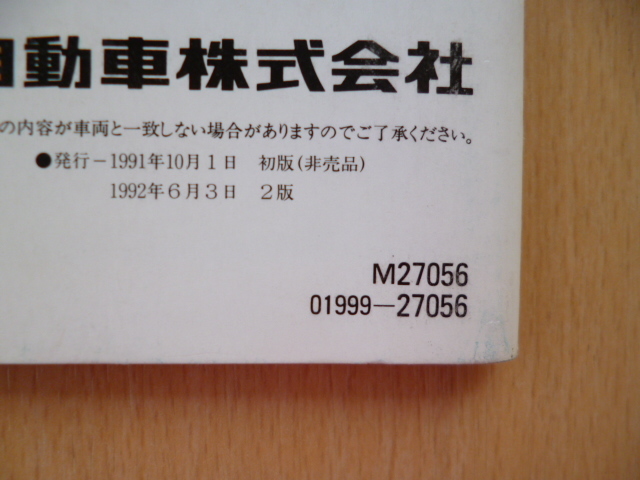 自動車株式会社
の内容が車両と一致しない場合がありますのでご了承ください。
●発行－1991年10月1日 初版(非売品)
1992年6月3日 2版
M27056
01999－27056